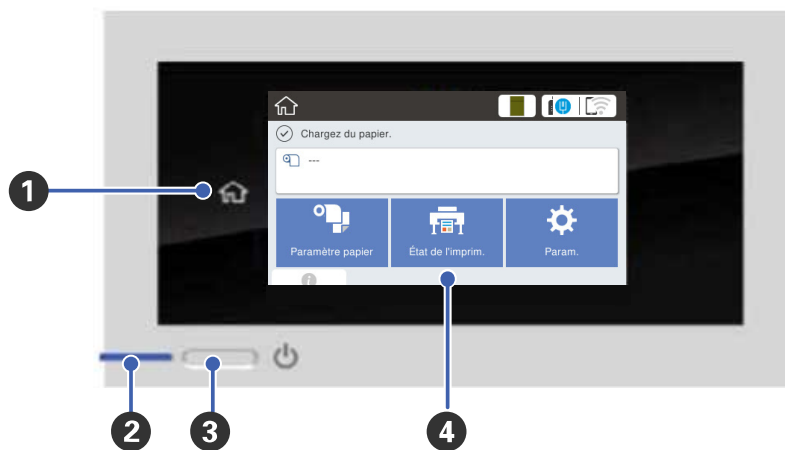 Chargez du papier.
---
Paramètre papier
État de l'imprim.
Param.
i
1
2
3
4